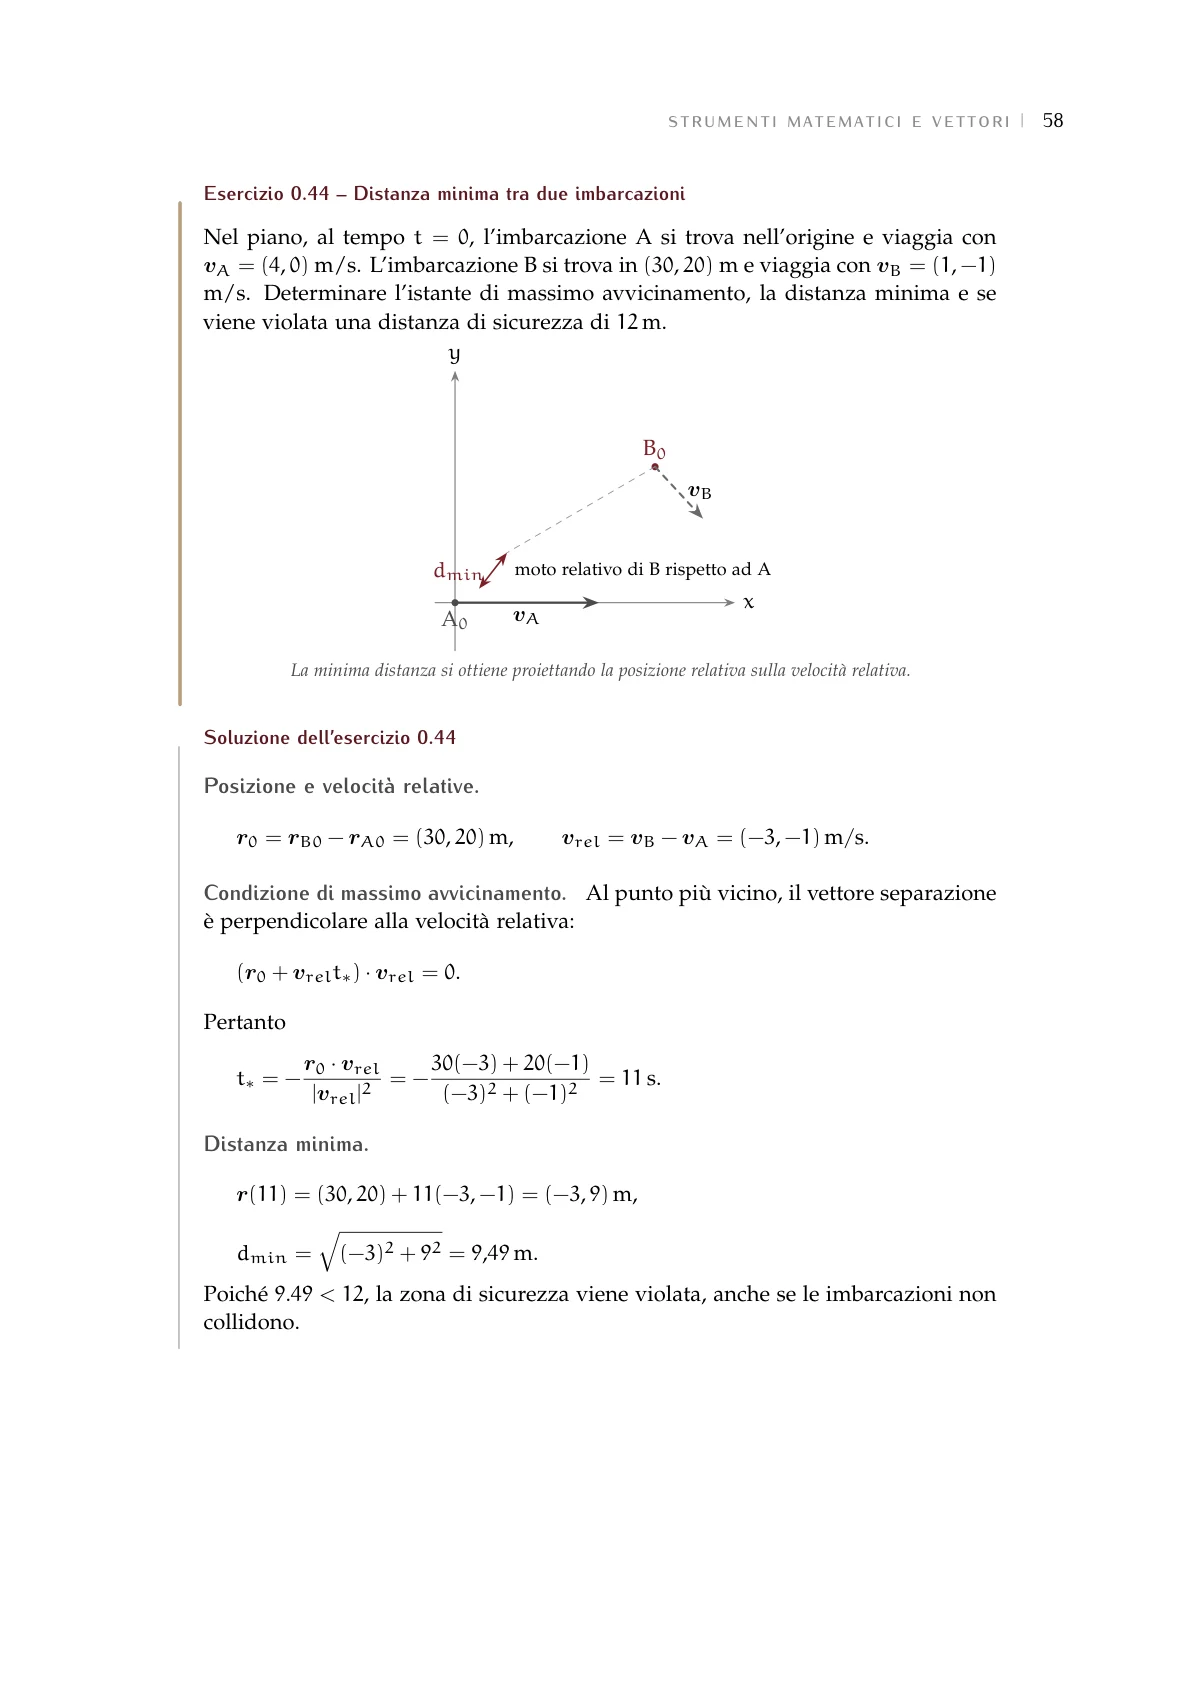 STRUMENTI MATEMATICI E VETTORI | 58
Esercizio 0.44 – Distanza minima tra due imbarcazioni
Nel piano, al tempo t = 0, l'imbarcazione A si trova nell'origine e viaggia con
v_A = (4, 0) m/s. L'imbarcazione B si trova in (30, 20) m e viaggia con v_B = (1, −1)
m/s. Determinare l'istante di massimo avvicinamento, la distanza minima e se
viene violata una distanza di sicurezza di 12 m.
y
B_0
v_B
d_min
moto relativo di B rispetto ad A
x
A_0
v_A
La minima distanza si ottiene proiettando la posizione relativa sulla velocità relativa.
Soluzione dell'esercizio 0.44
Posizione e velocità relative.
r_0 = r_B0 − r_A0 = (30, 20) m, v_rel = v_B − v_A = (−3, −1) m/s.
Condizione di massimo avvicinamento. Al punto più vicino, il vettore separazione
è perpendicolare alla velocità relativa:
(r_0 + v_rel t_*) · v_rel = 0.
Pertanto
t_* = − (r_0 · v_rel)/(|v_rel|²) = − (30(−3) + 20(−1))/((−3)² + (−1)²) = 11 s.
Distanza minima.
r(11) = (30, 20) + 11(−3, −1) = (−3, 9) m,
d_min = √((−3)² + 9²) = 9,49 m.
Poiché 9.49 < 12, la zona di sicurezza viene violata, anche se le imbarcazioni non
collidono.